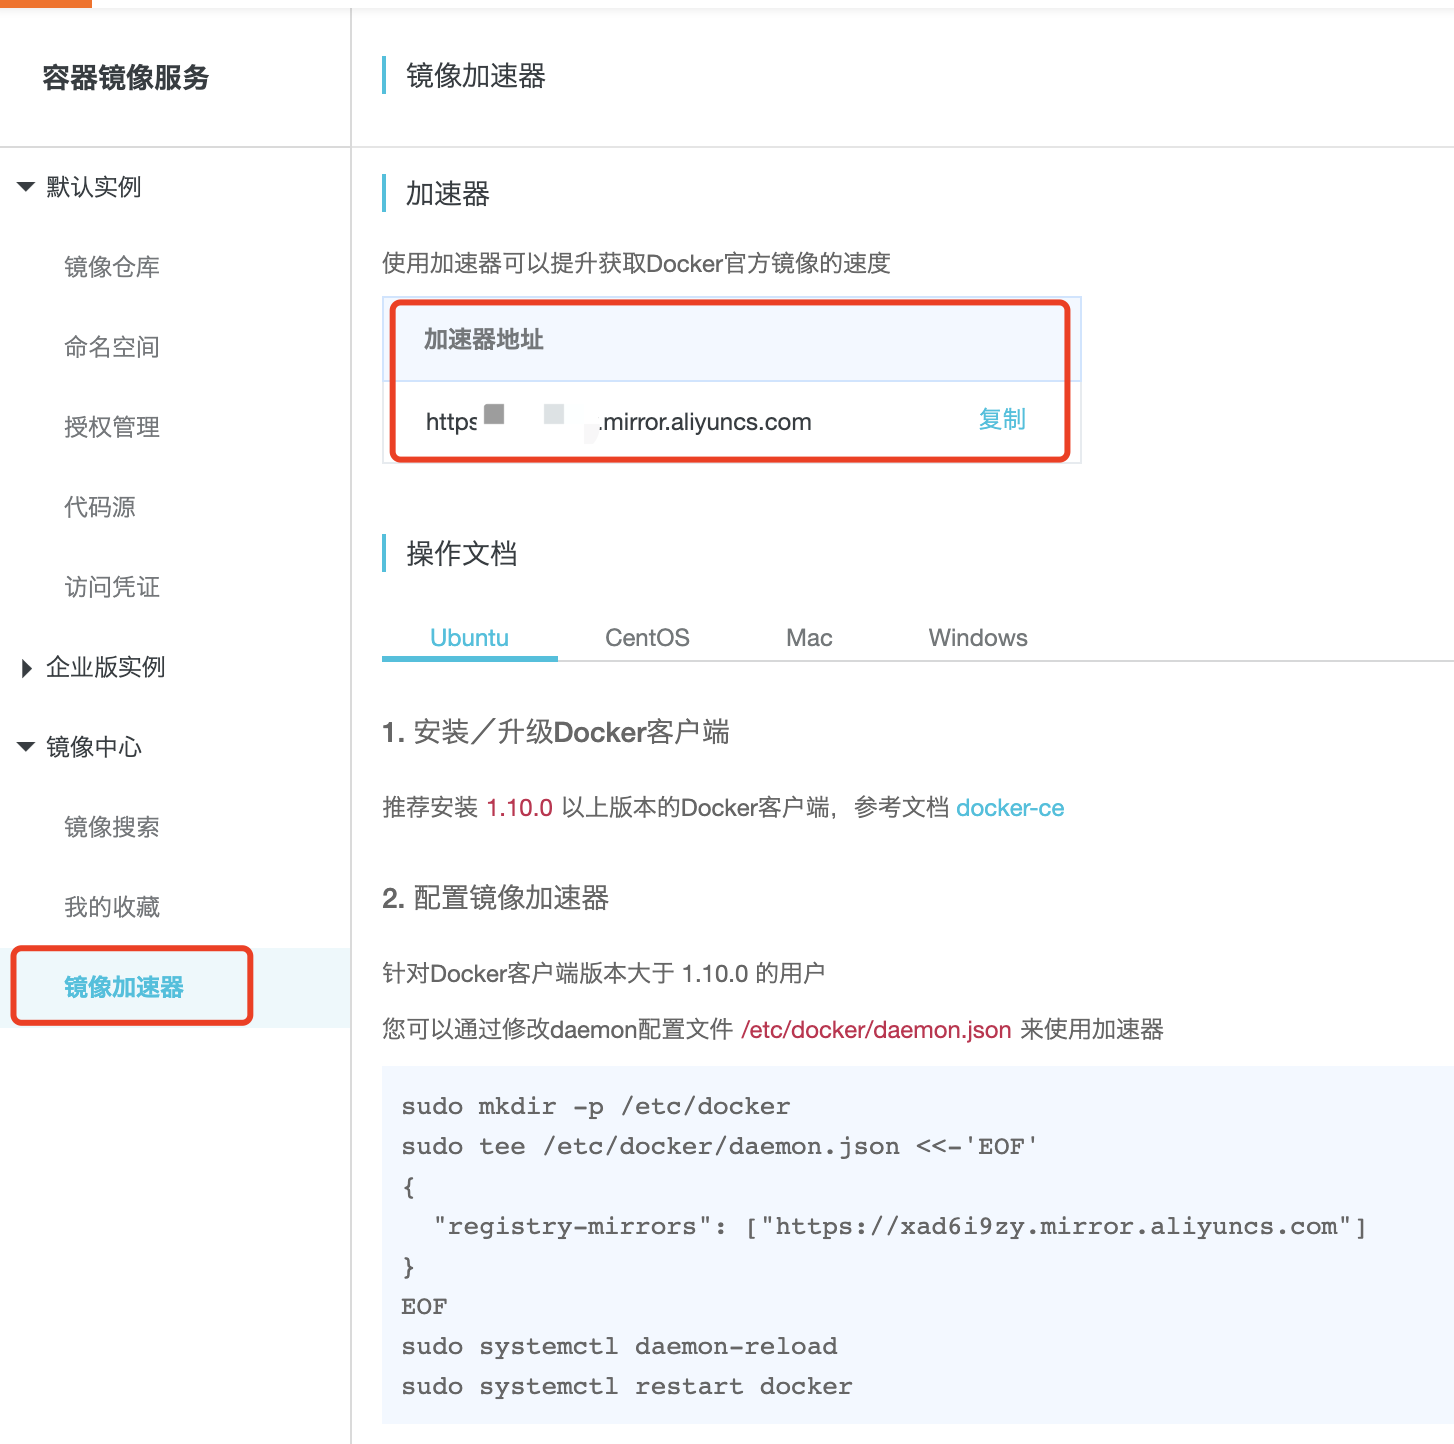 容器镜像服务
默认实例
镜像仓库
命名空间
授权管理
代码源
访问凭证
企业版实例
镜像中心
镜像搜索
我的收藏
镜像加速器
镜像加速器
加速器
使用加速器可以提升获取Docker官方镜像的速度
加速器地址
https .mirror.aliyuncs.com 复制
操作文档
Ubuntu CentOS Mac Windows
1. 安装／升级Docker客户端
推荐安装 1.10.0 以上版本的Docker客户端，参考文档 docker-ce
2. 配置镜像加速器
针对Docker客户端版本大于 1.10.0 的用户
您可以通过修改daemon配置文件 /etc/docker/daemon.json 来使用加速器
sudo mkdir -p /etc/docker
sudo tee /etc/docker/daemon.json <<-'EOF'
{
  "registry-mirrors": ["https://xad6i9zy.mirror.aliyuncs.com"]
}
EOF
sudo systemctl daemon-reload
sudo systemctl restart docker